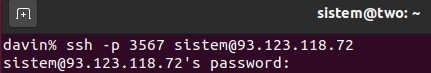 sistem@two: ~
davin% ssh -p 3567 sistem@93.123.118.72
sistem@93.123.118.72's password: